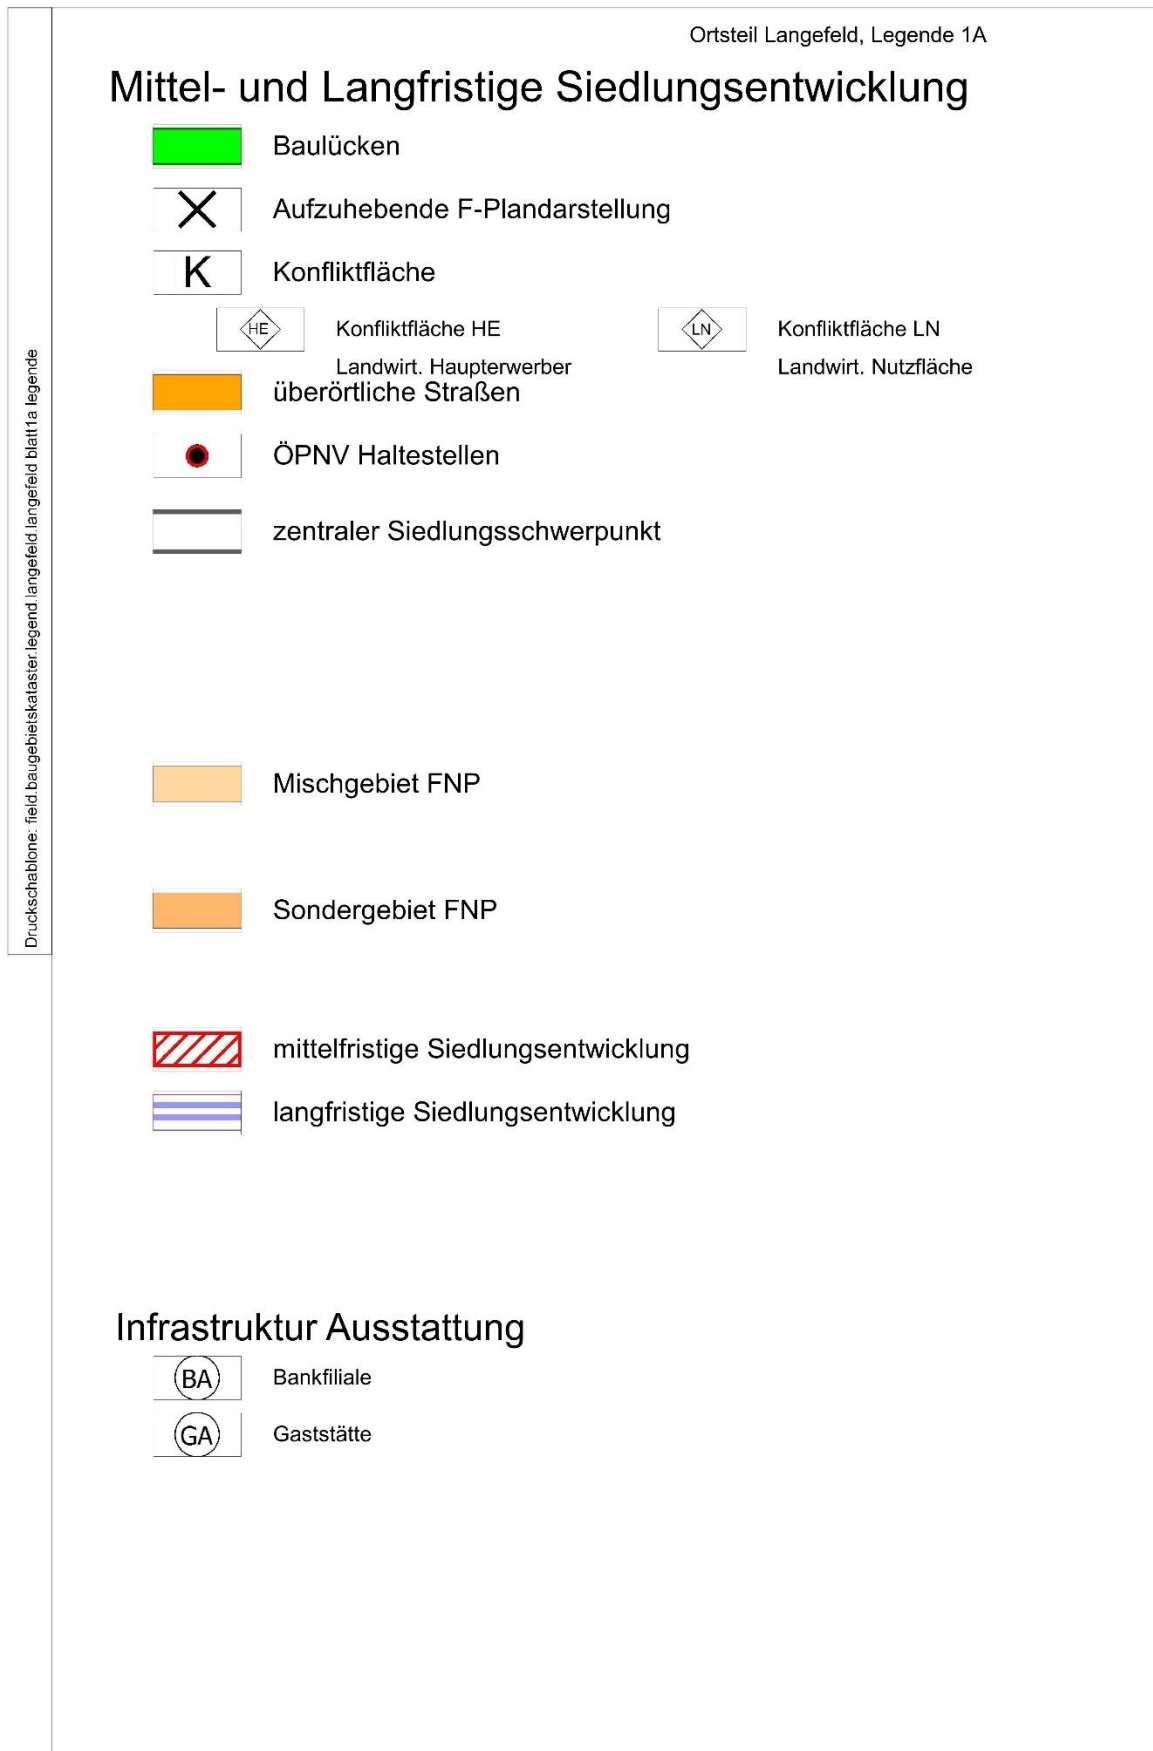 Ortsteil Langefeld, Legende 1A
Mittel- und Langfristige Siedlungsentwicklung
Baulücken
Aufzuhebende F-Plandarstellung
K Konfliktfläche
HE Konfliktfläche HE LN Konfliktfläche LN
Landwirt. Haupterwerber Landwirt. Nutzfläche
überörtliche Straßen
ÖPNV Haltestellen
zentraler Siedlungsschwerpunkt
Mischgebiet FNP
Sondergebiet FNP
mittelfristige Siedlungsentwicklung
langfristige Siedlungsentwicklung
Infrastruktur Ausstattung
BA Bankfiliale
GA Gaststätte
Druckschablone: field.baugebietskataster.legend.langefeld.langefeld blatt1a legende